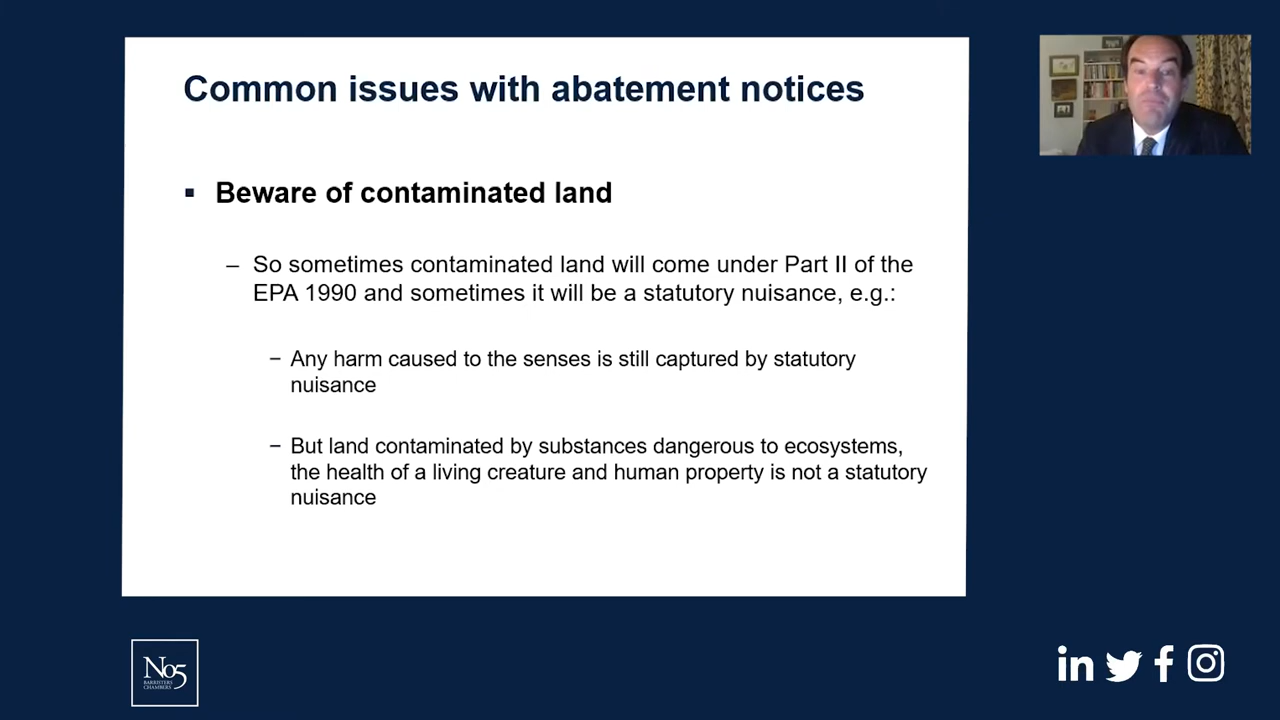 Common issues with abatement notices
▪ Beware of contaminated land
– So sometimes contaminated land will come under Part II of the
EPA 1990 and sometimes it will be a statutory nuisance, e.g.:
− Any harm caused to the senses is still captured by statutory
nuisance
− But land contaminated by substances dangerous to ecosystems,
the health of a living creature and human property is not a statutory
nuisance
No5
BARRISTERS
CHAMBERS
in